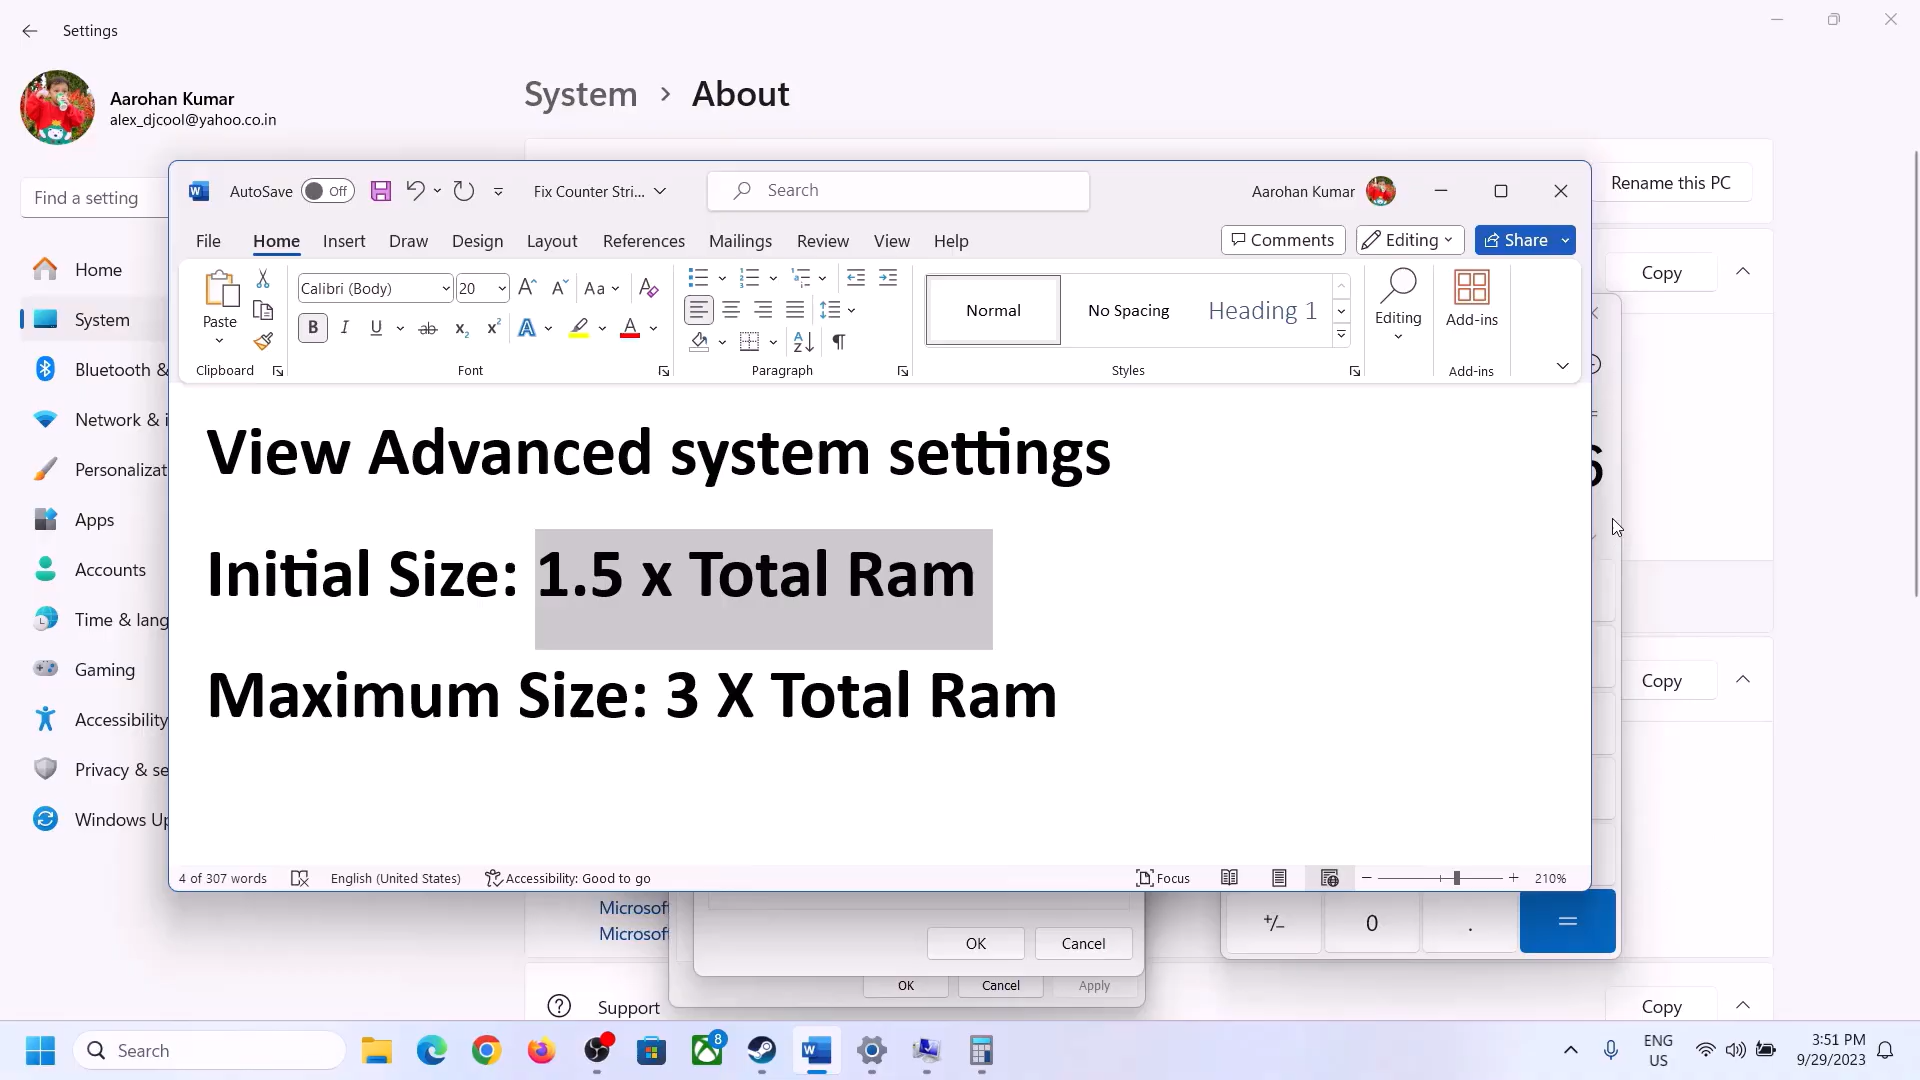 Settings
Aarohan Kumar
alex_djcool@yahoo.co.in
System > About
Find a setting
Rename this PC
AutoSave Off
Fix Counter Stri...
Search
Aarohan Kumar
File Home Insert Draw Design Layout References Mailings Review View Help
Comments Editing Share
Home
System
Bluetooth &
Network & i
Personalizat
Apps
Accounts
Time & lang
Gaming
Accessibility
Privacy & se
Windows Up
Paste
Calibri (Body) 20
Normal No Spacing Heading 1
Editing Add-ins
Clipboard Font Paragraph Styles Add-ins
Copy
View Advanced system settings
Initial Size: 1.5 x Total Ram
Maximum Size: 3 X Total Ram
Copy
4 of 307 words English (United States) Accessibility: Good to go Focus 210%
Microsof
Microsof
OK Cancel
OK Cancel Apply
+/− 0 . =
Support
Copy
Search
8
ENG
US
3:51 PM
9/29/2023